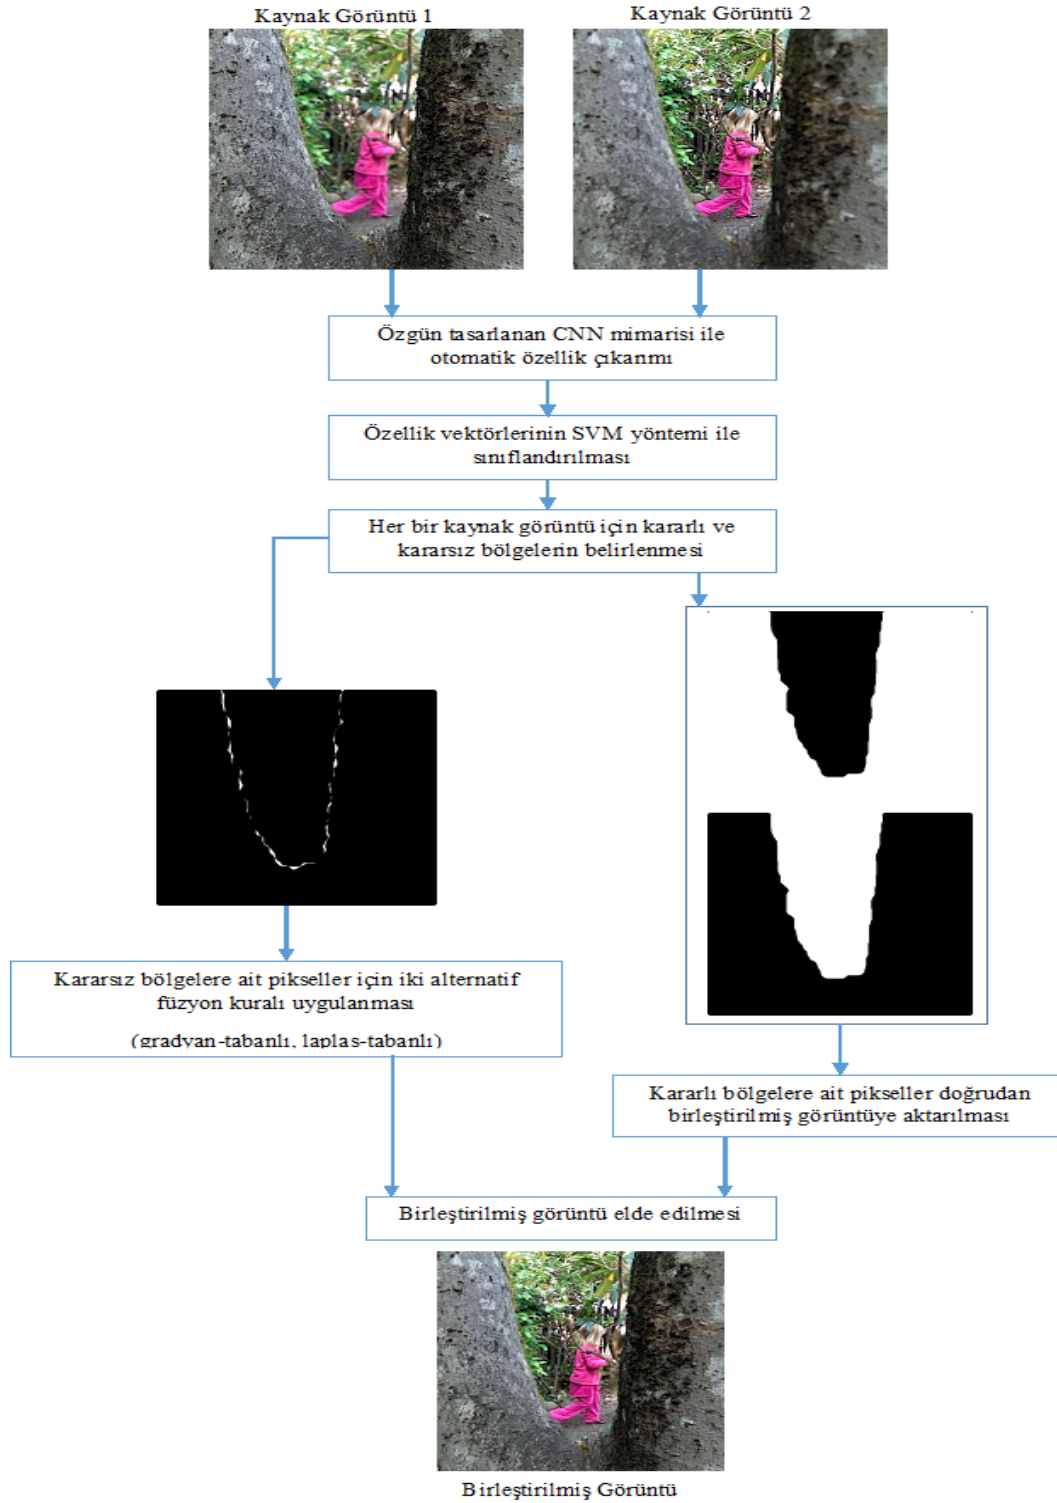 Kaynak Görüntü 1
Kaynak Görüntü 2
Özgün tasarlanan CNN mimarisi ile
otomatik özellik çıkarımı
Özellik vektörlerinin SVM yöntemi ile
sınıflandırılması
Her bir kaynak görüntü için kararlı ve
kararsız bölgelerin belirlenmesi
Kararsız bölgelere ait pikseller için iki alternatif
füzyon kuralı uygulanması
(gradyan-tabanlı, laplas-tabanlı)
Kararlı bölgelere ait pikseller doğrudan
birleştirilmiş görüntüye aktarılması
Birleştirilmiş görüntü elde edilmesi
Birleştirilmiş Görüntü